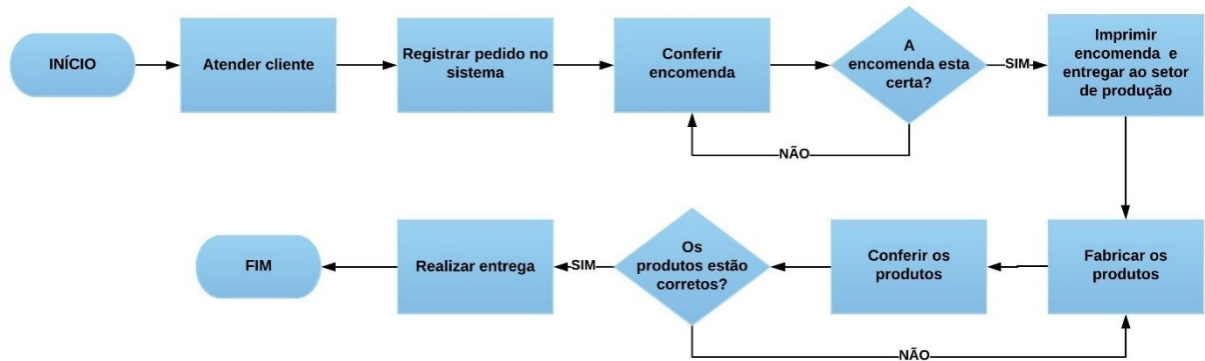 INÍCIO
Atender cliente
Registrar pedido no
sistema
Conferir
encomenda
A
encomenda esta
certa?
SIM
NÃO
Imprimir
encomenda e
entregar ao setor
de produção
Fabricar os
produtos
Conferir os
produtos
Os
produtos estão
corretos?
NÃO
SIM
Realizar entrega
FIM